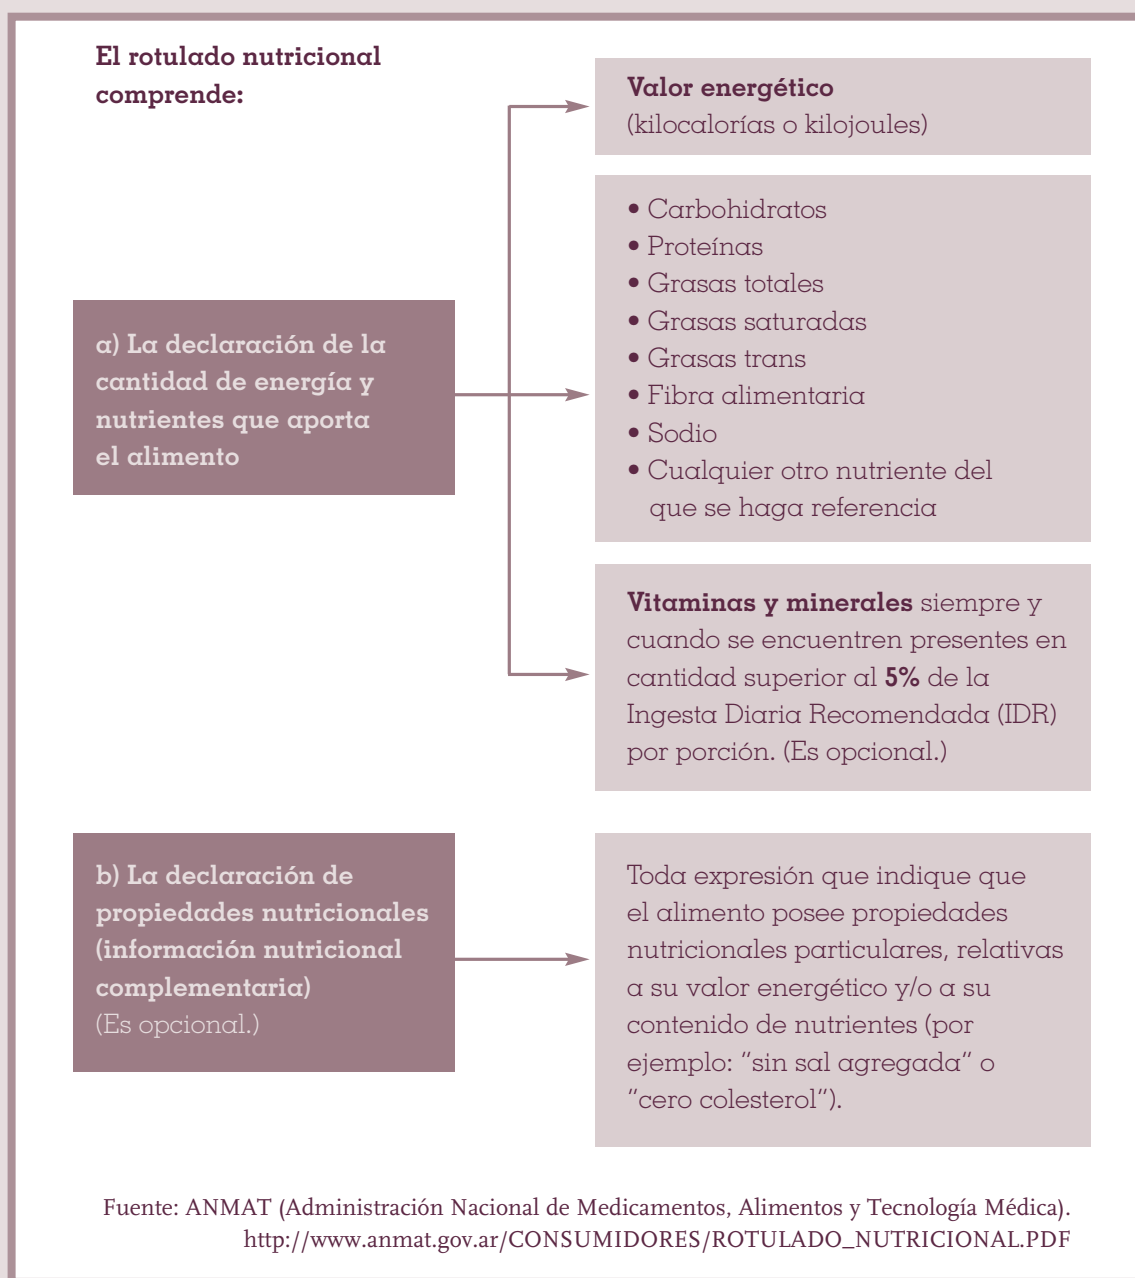 El rotulado nutricional
comprende:
Valor energético
(kilocalorías o kilojoules)
a) La declaración de la
cantidad de energía y
nutrientes que aporta
el alimento
• Carbohidratos
• Proteínas
• Grasas totales
• Grasas saturadas
• Grasas trans
• Fibra alimentaria
• Sodio
• Cualquier otro nutriente del
que se haga referencia
Vitaminas y minerales siempre y
cuando se encuentren presentes en
cantidad superior al 5% de la
Ingesta Diaria Recomendada (IDR)
por porción. (Es opcional.)
b) La declaración de
propiedades nutricionales
(información nutricional
complementaria)
(Es opcional.)
Toda expresión que indique que
el alimento posee propiedades
nutricionales particulares, relativas
a su valor energético y/o a su
contenido de nutrientes (por
ejemplo: “sin sal agregada“ o
“cero colesterol“).
Fuente: ANMAT (Administración Nacional de Medicamentos, Alimentos y Tecnología Médica).
http://www.anmat.gov.ar/CONSUMIDORES/ROTULADO_NUTRICIONAL.PDF